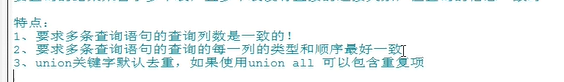 特点：
1、要求多条查询语句的查询列数是一致的！
2、要求多条查询语句的查询的每一列的类型和顺序最好一致
3、union关键字默认去重，如果使用union all 可以包含重复项